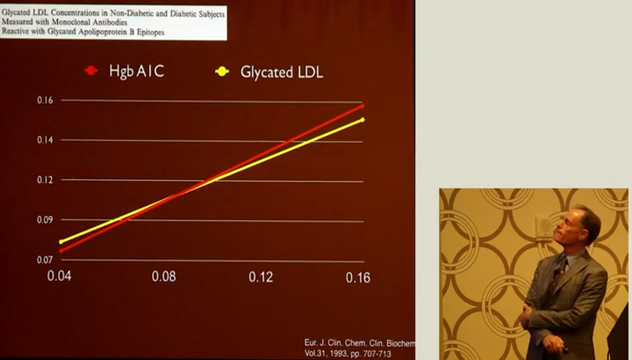 Glycated LDL Concentrations in Non-Diabetic and Diabetic Subjects
Measured with Monoclonal Antibodies
Reactive with Glycated Apolipoprotein B Epitopes
Hgb A1C
Glycated LDL
0.16
0.14
0.12
0.09
0.07
0.04 0.08 0.12 0.16
Eur. J. Clin. Chem. Clin. Biochem
Vol.31, 1993, pp. 707-713